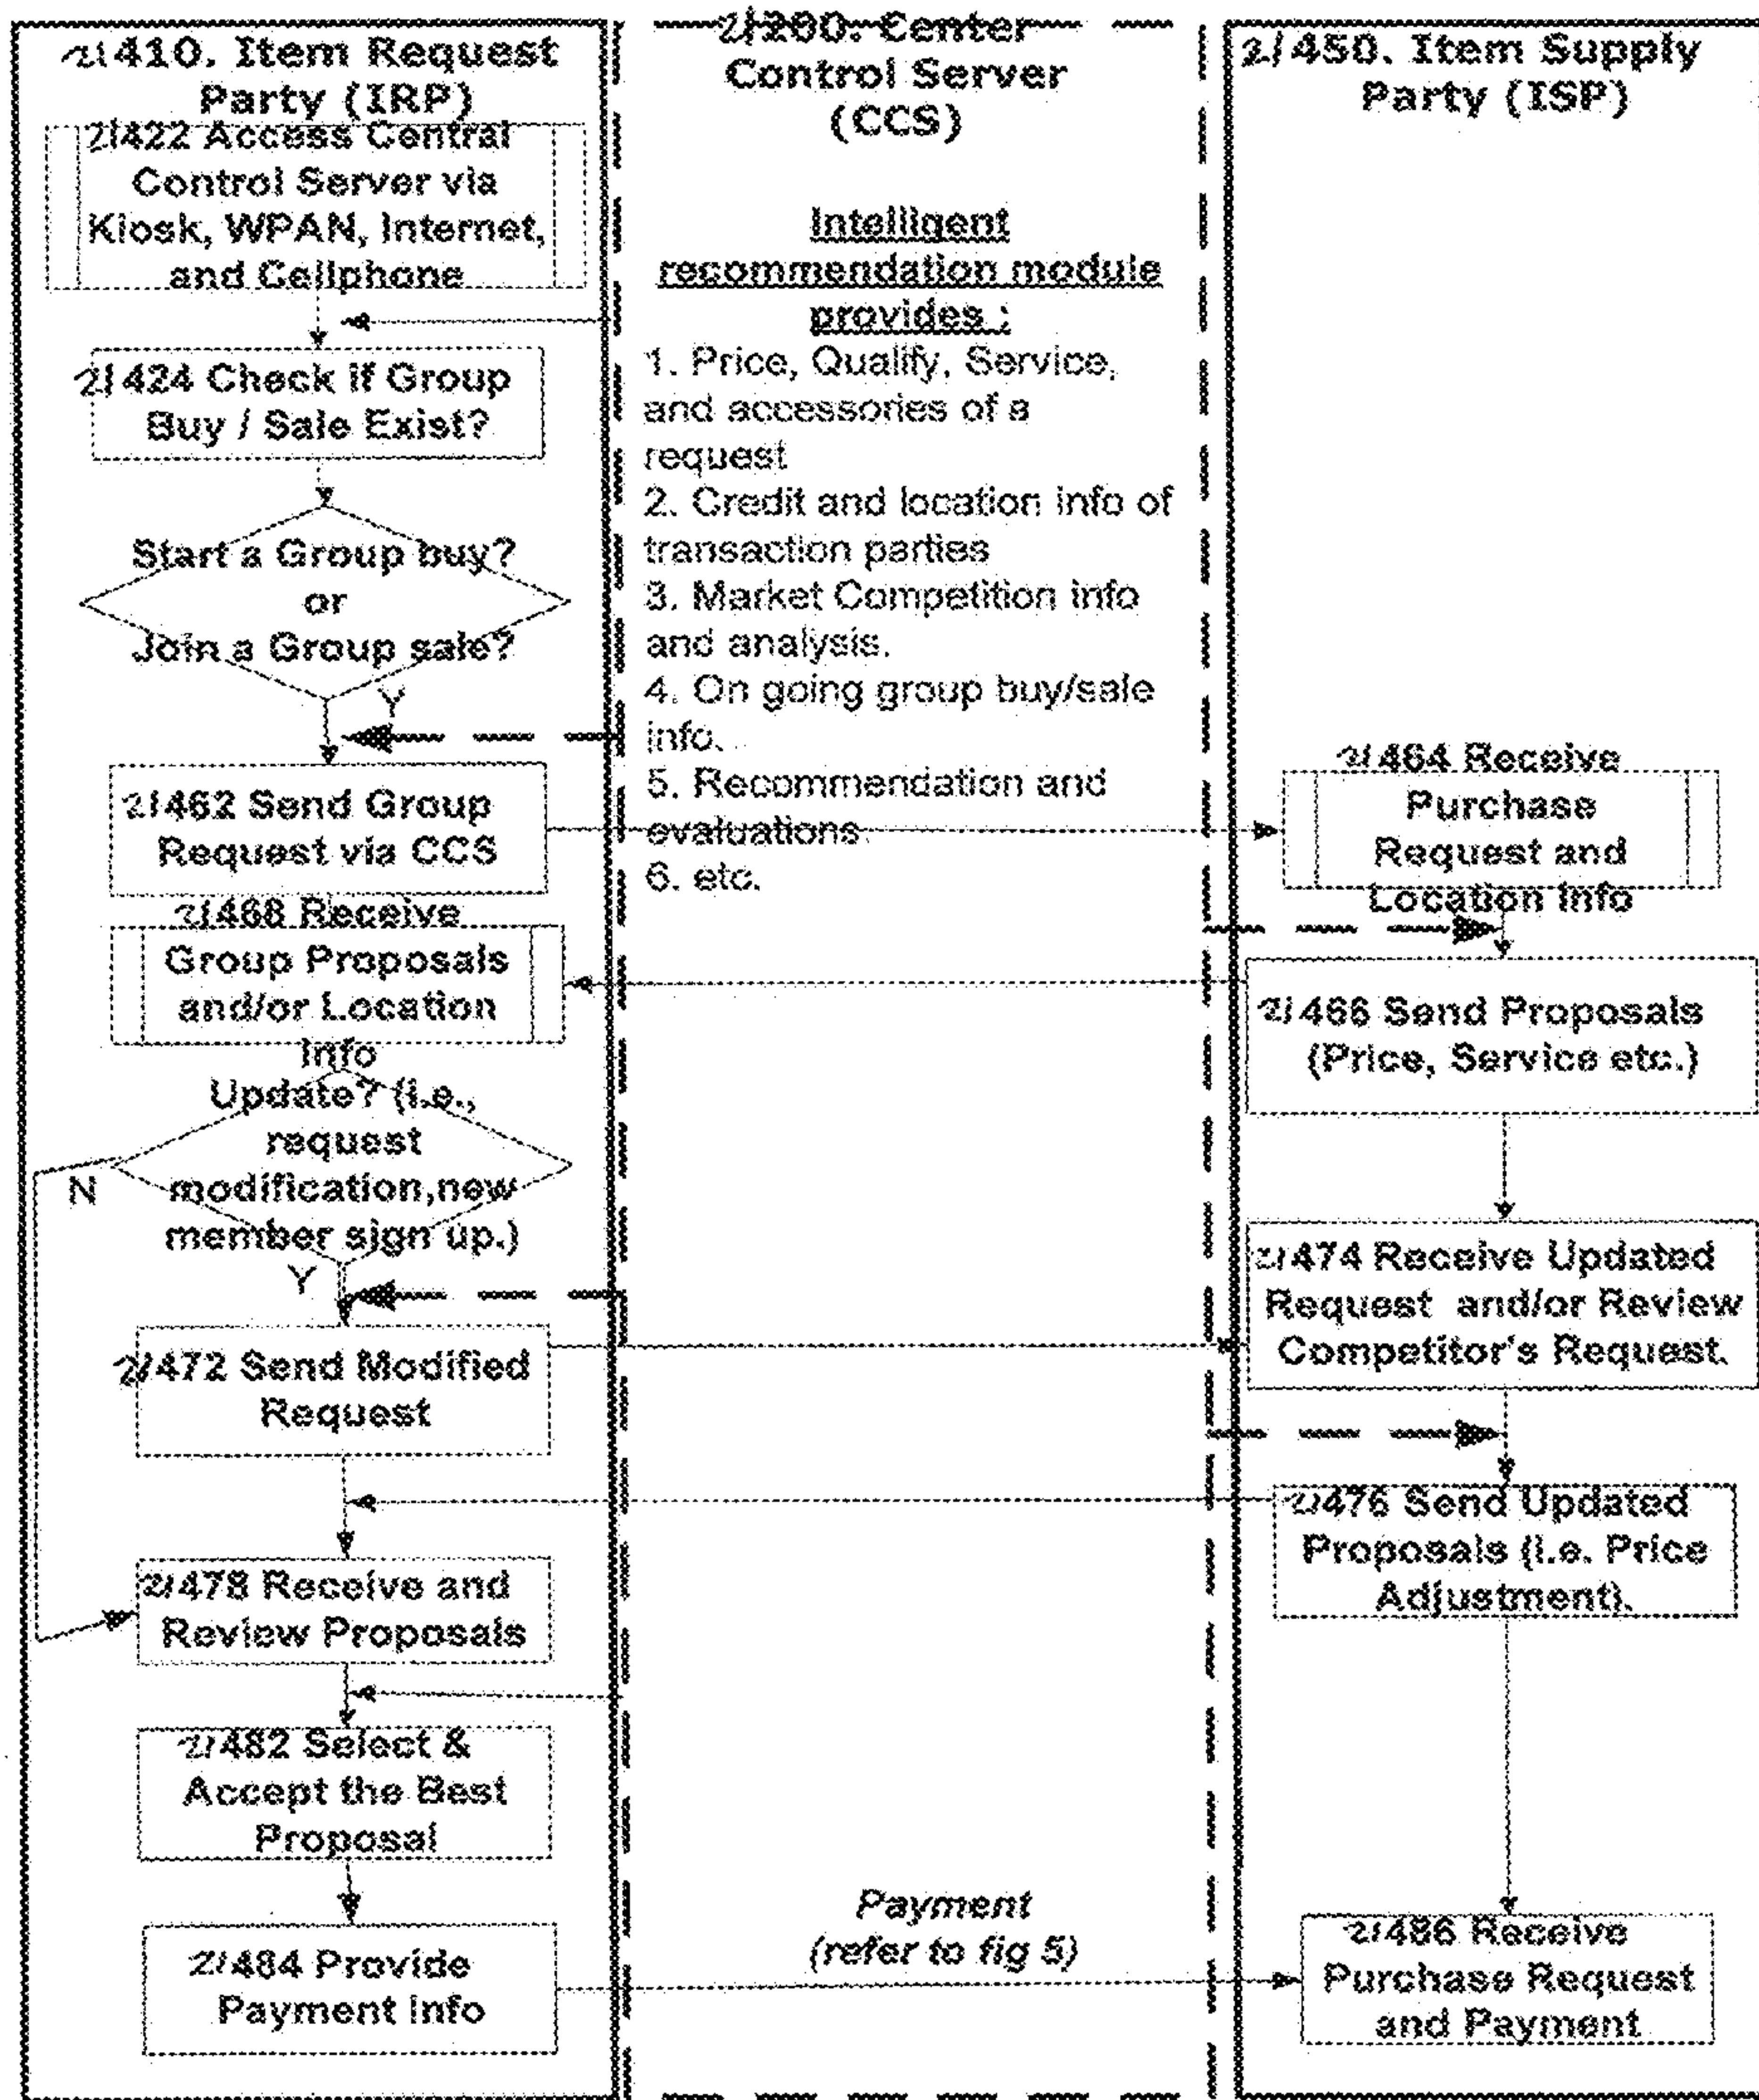 2/410. Item Request
Party (IRP)
2/422 Access Central
Control Server via
Kiosk, WPAN, Internet,
and Cellphone
2/424 Check if Group
Buy / Sale Exist?
Start a Group buy?
or
Join a Group sale?
Y
2/462 Send Group
Request via CCS
2/468 Receive
Group Proposals
and/or Location
Info
Update? (i.e.,
request
modification,new
member sign up.)
N
Y
2/472 Send Modified
Request
2/478 Receive and
Review Proposals
2/482 Select &
Accept the Best
Proposal
2/484 Provide
Payment Info
2/200. Center
Control Server
(CCS)
Intelligent
recommendation module
provides :
1. Price, Qualify, Service,
and accessories of a
request
2. Credit and location info of
transaction parties
3. Market Competition info
and analysis.
4. On going group buy/sale
info.
5. Recommendation and
evaluations
6. etc.
Payment
(refer to fig 5)
2/450. Item Supply
Party (ISP)
2/464 Receive
Purchase
Request and
Location Info
2/466 Send Proposals
(Price, Service etc.)
2/474 Receive Updated
Request and/or Review
Competitor's Request.
2/476 Send Updated
Proposals (i.e. Price
Adjustment).
2/486 Receive
Purchase Request
and Payment